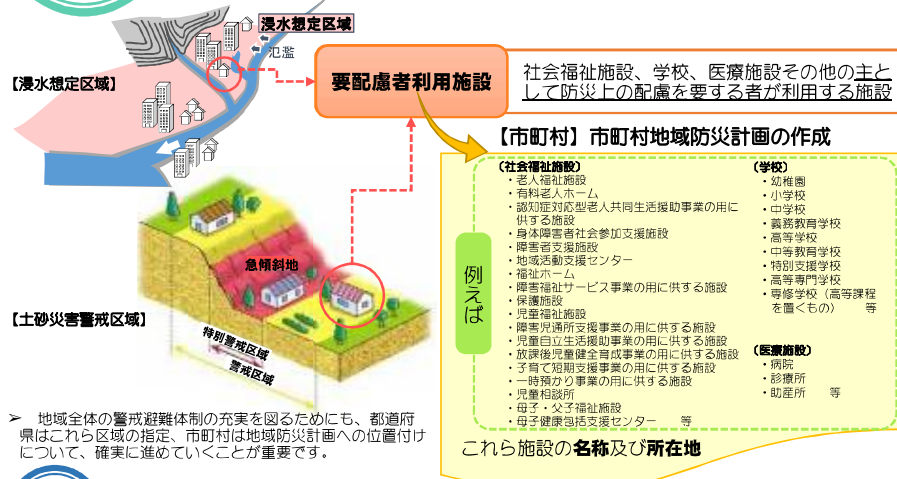 浸水想定区域
氾濫
【浸水想定区域】
要配慮者利用施設
社会福祉施設、学校、医療施設その他の主と
して防災上の配慮を要する者が利用する施設
【市町村】市町村地域防災計画の作成
例えば
（社会福祉施設）
・老人福祉施設
・有料老人ホーム
・認知症対応型老人共同生活援助事業の用に
供する施設
・身体障害者社会参加支援施設
・障害者支援施設
・地域活動支援センター
・福祉ホーム
・障害福祉サービス事業の用に供する施設
・保護施設
・児童福祉施設
・障害児通所支援事業の用に供する施設
・児童自立生活援助事業の用に供する施設
・放課後児童健全育成事業の用に供する施設
・子育て短期支援事業の用に供する施設
・一時預かり事業の用に供する施設
・児童相談所
・母子・父子福祉施設
・母子健康包括支援センター　　等
（学校）
・幼稚園
・小学校
・中学校
・義務教育学校
・高等学校
・中等教育学校
・特別支援学校
・高等専門学校
・専修学校（高等課程
を置くもの）　　等
（医療施設）
・病院
・診療所
・助産所　　等
これら施設の名称及び所在地
急傾斜地
【土砂災害警戒区域】
特別警戒区域
警戒区域
➢　地域全体の警戒避難体制の充実を図るためにも、都道府
県はこれら区域の指定、市町村は地域防災計画への位置付け
について、確実に進めていくことが重要です。